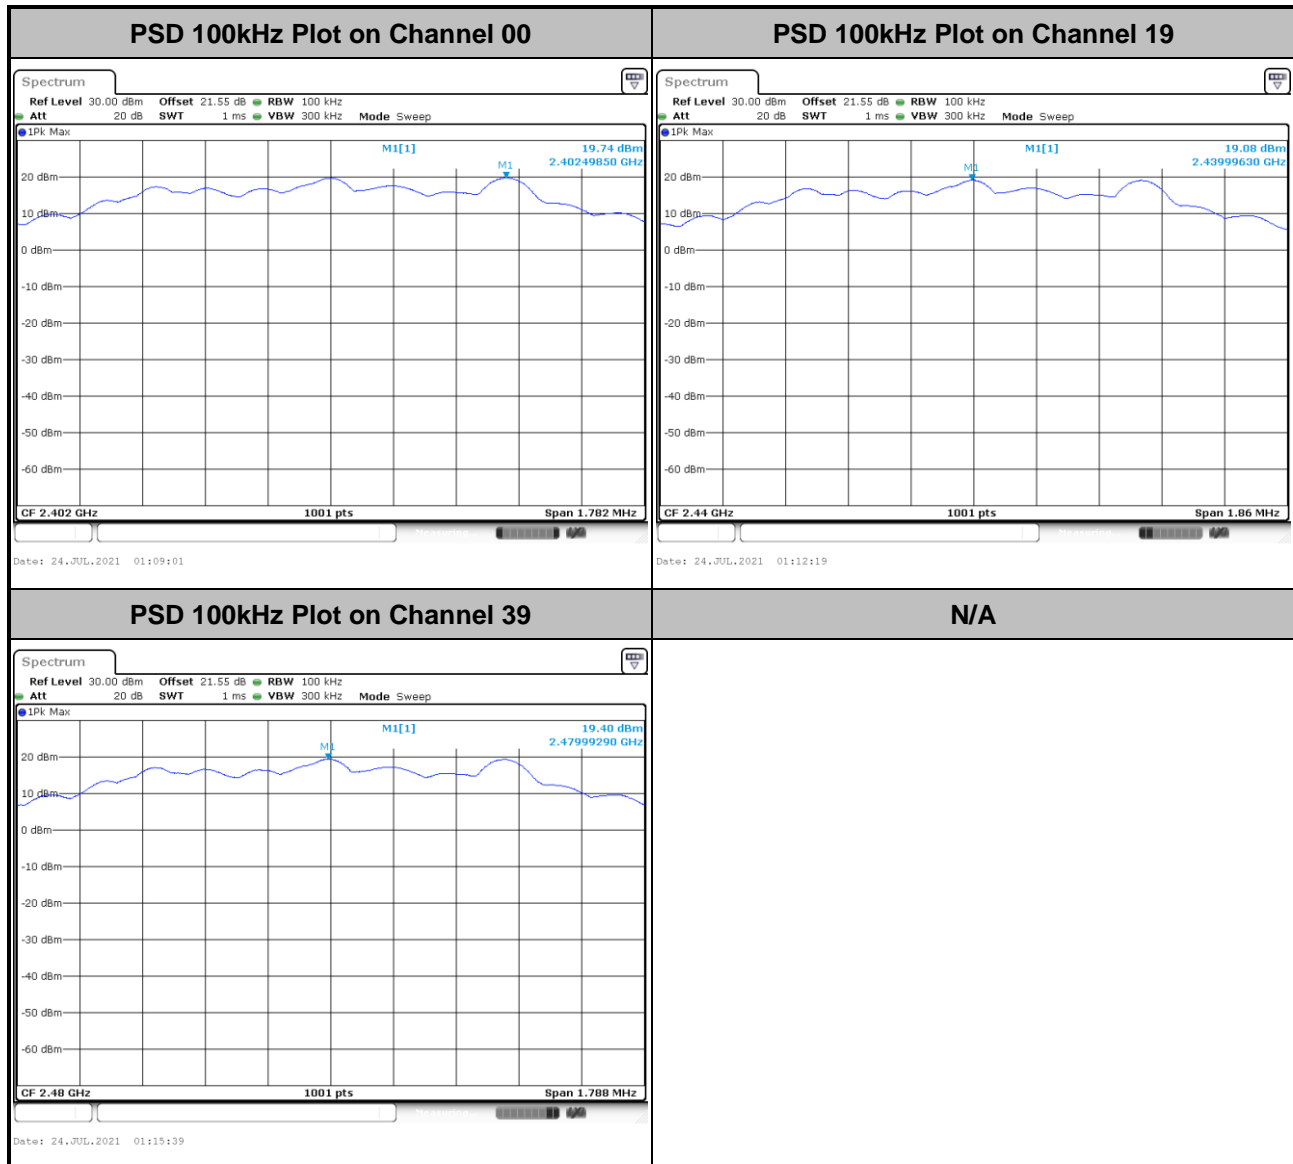 PSD 100kHz Plot on Channel 00
PSD 100kHz Plot on Channel 19
Spectrum
Ref Level 30.00 dBm Offset 21.55 dB RBW 100 kHz
Att 20 dB SWT 1 ms VBW 300 kHz Mode Sweep
1Pk Max
M1[1] 19.74 dBm
2.40249850 GHz
M1
20 dBm
10 dBm
0 dBm
-10 dBm
-20 dBm
-30 dBm
-40 dBm
-50 dBm
-60 dBm
CF 2.402 GHz 1001 pts Span 1.782 MHz
Measuring
Date: 24.JUL.2021 01:09:01
Spectrum
Ref Level 30.00 dBm Offset 21.55 dB RBW 100 kHz
Att 20 dB SWT 1 ms VBW 300 kHz Mode Sweep
1Pk Max
M1[1] 19.08 dBm
2.43999630 GHz
M1
20 dBm
10 dBm
0 dBm
-10 dBm
-20 dBm
-30 dBm
-40 dBm
-50 dBm
-60 dBm
CF 2.44 GHz 1001 pts Span 1.86 MHz
Measuring
Date: 24.JUL.2021 01:12:19
PSD 100kHz Plot on Channel 39
N/A
Spectrum
Ref Level 30.00 dBm Offset 21.55 dB RBW 100 kHz
Att 20 dB SWT 1 ms VBW 300 kHz Mode Sweep
1Pk Max
M1[1] 19.40 dBm
2.47999290 GHz
M1
20 dBm
10 dBm
0 dBm
-10 dBm
-20 dBm
-30 dBm
-40 dBm
-50 dBm
-60 dBm
CF 2.48 GHz 1001 pts Span 1.788 MHz
Measuring
Date: 24.JUL.2021 01:15:39